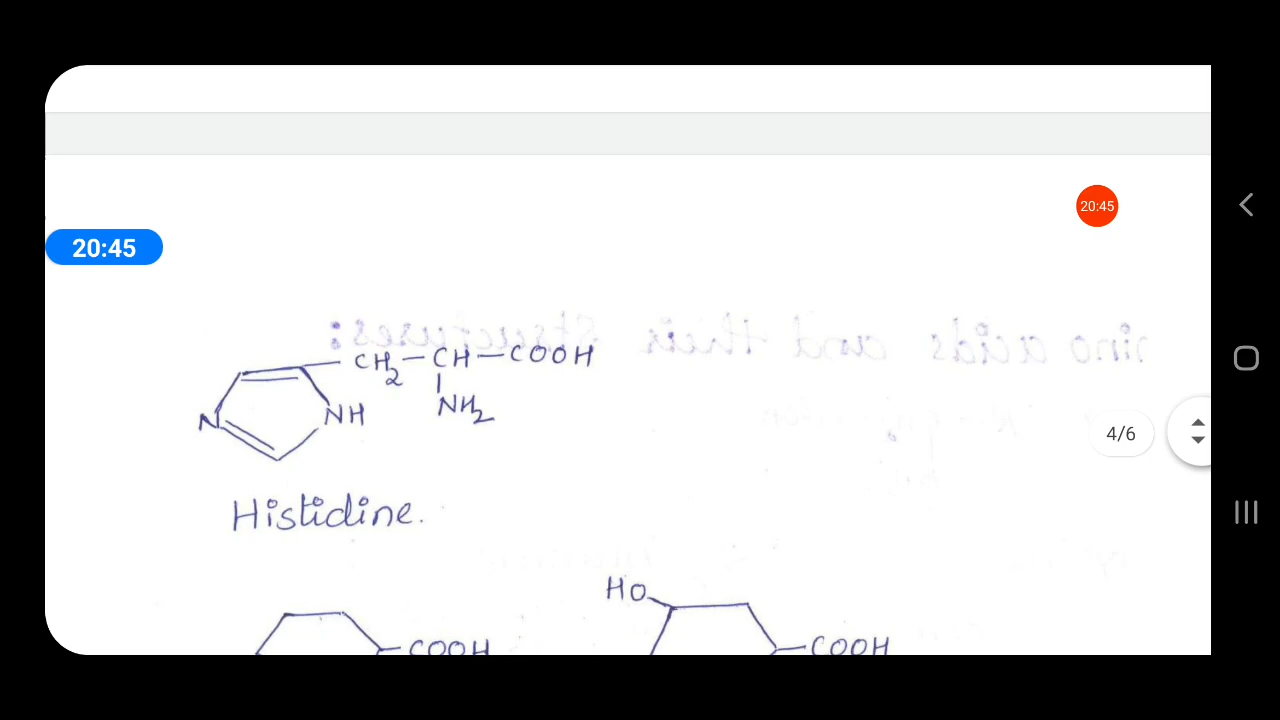 20:45
20:45
CH2-CH-COOH
N
NH
NH2
4/6
Histidine.
HO
COOH
COOH